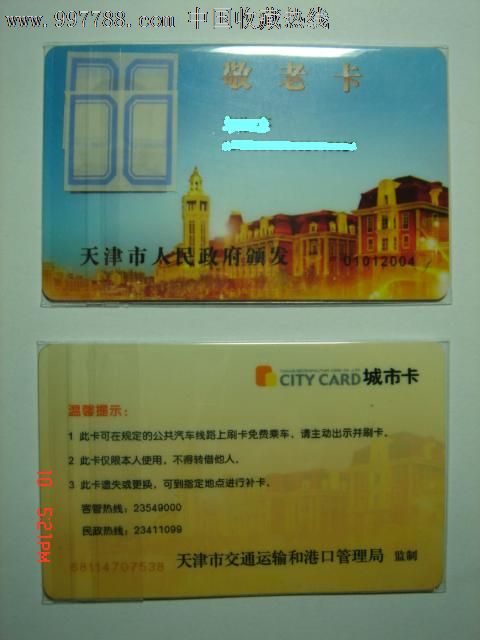 www.997788.com 中国收藏热线
敬老卡
天津市人民政府颁发
01012004
CITY CARD 城市卡
温馨提示：
1 此卡可在规定的公共汽车线路上刷卡免费乘车，请主动出示并刷卡。
2 此卡仅限本人使用，不得转借他人。
3 此卡遗失或更换，可到指定地点进行补卡。
客管热线：23549000
民政热线：23411099
天津市交通运输和港口管理局 监制
68114707538
10 5:21PM